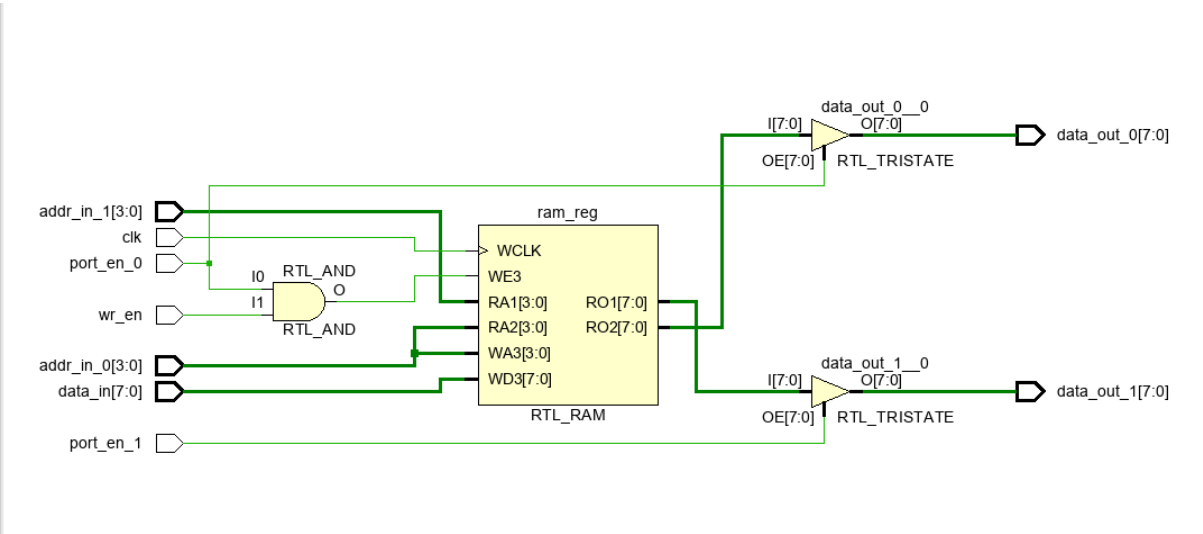 data_out_0__0
I[7:0]
O[7:0]
data_out_0[7:0]
OE[7:0]
RTL_TRISTATE
addr_in_1[3:0]
ram_reg
clk
WCLK
port_en_0
I0
RTL_AND
WE3
O
I1
RA1[3:0]
RO1[7:0]
wr_en
RTL_AND
RA2[3:0]
RO2[7:0]
WA3[3:0]
addr_in_0[3:0]
data_out_1__0
WD3[7:0]
I[7:0]
O[7:0]
data_in[7:0]
data_out_1[7:0]
RTL_RAM
OE[7:0]
RTL_TRISTATE
port_en_1